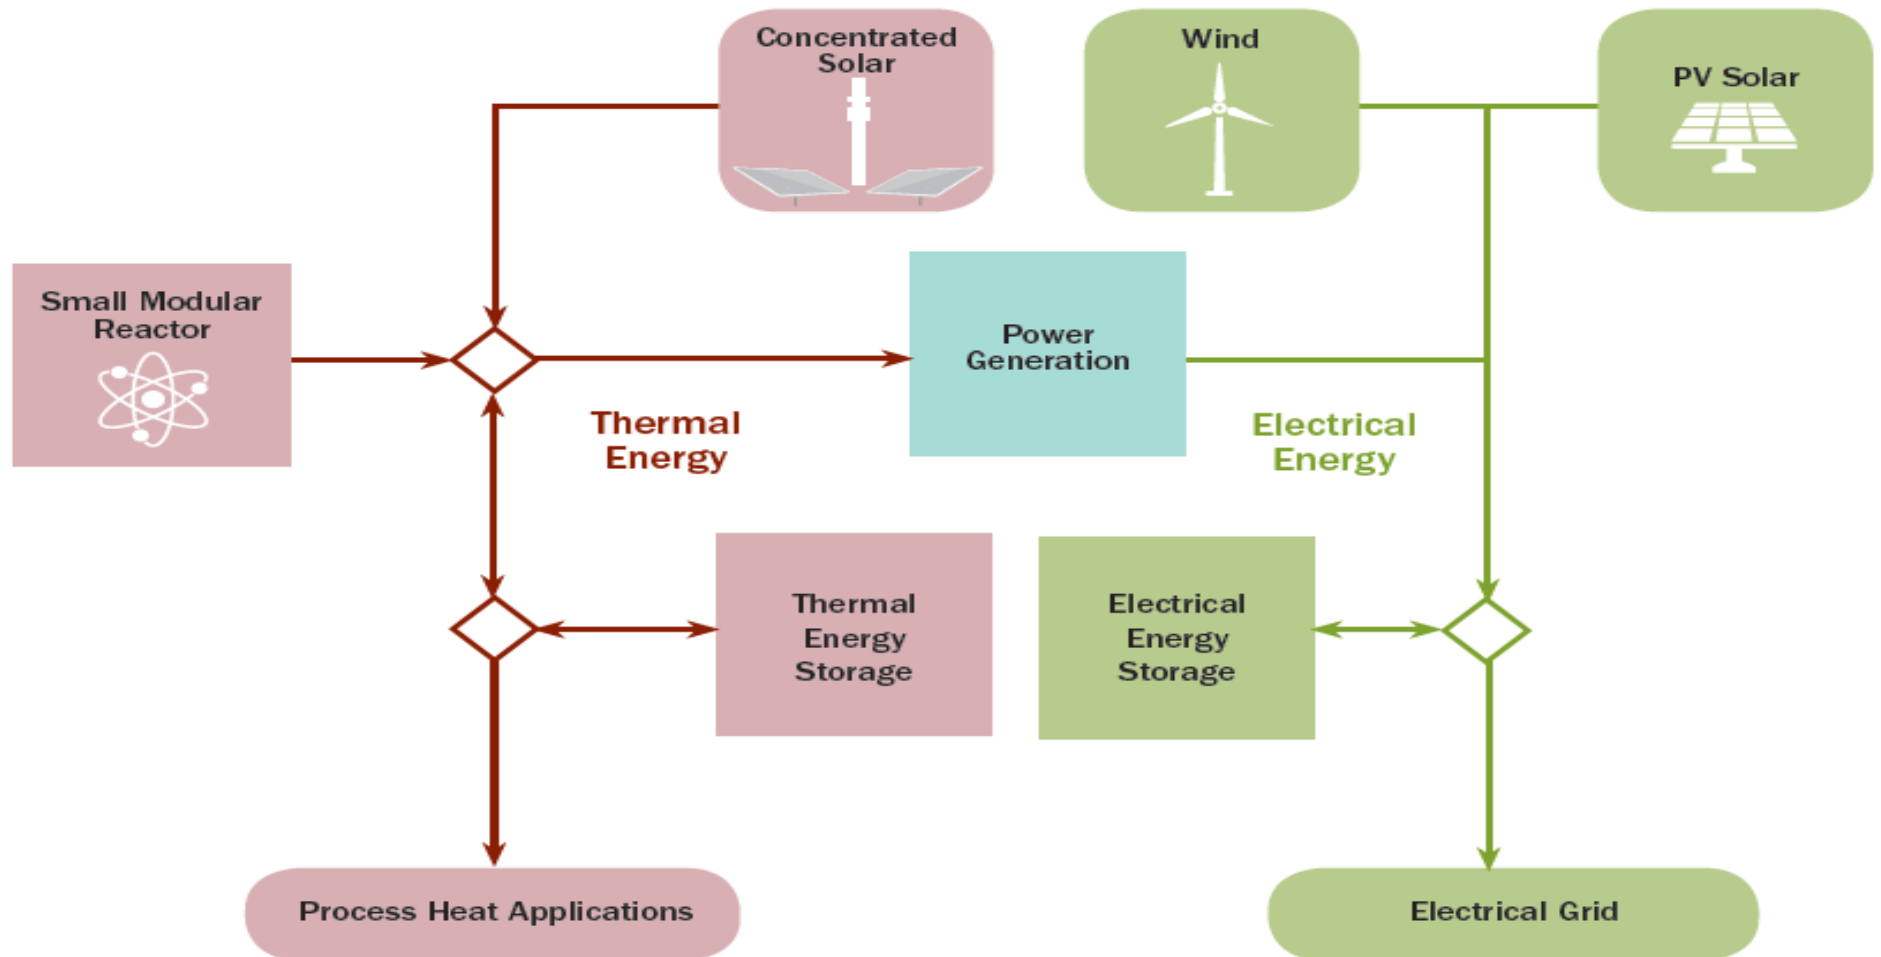 Concentrated
Solar
Wind
PV Solar
Small Modular
Reactor
Power
Generation
Thermal
Energy
Electrical
Energy
Thermal
Energy
Storage
Electrical
Energy
Storage
Process Heat Applications
Electrical Grid